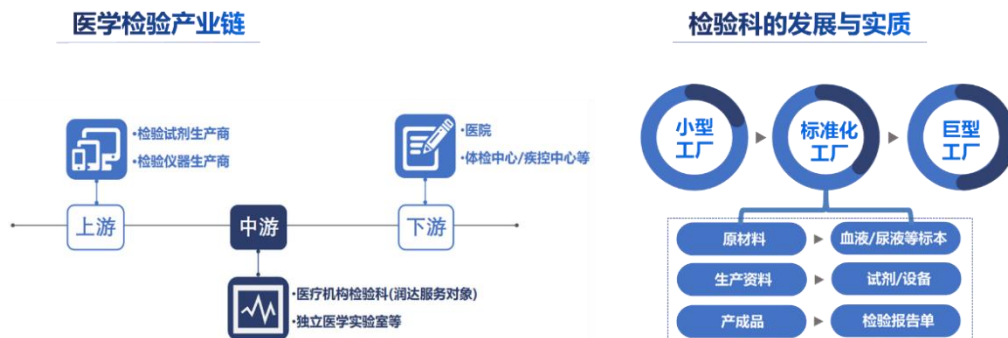 医学检验产业链
·检验试剂生产商
·检验仪器生产商
·医院
·体检中心/疾控中心等
上游
中游
下游
·医疗机构检验科(润达服务对象)
·独立医学实验室等
检验科的发展与实质
小型
工厂
标准化
工厂
巨型
工厂
原材料
血液/尿液等标本
生产资料
试剂/设备
产成品
检验报告单